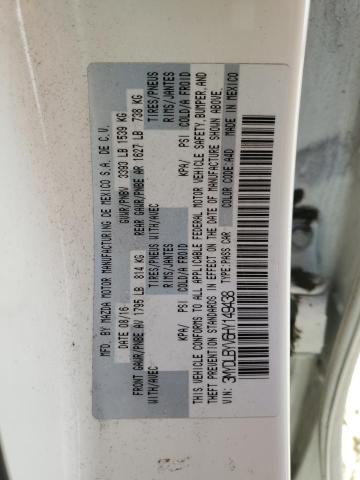 MFD. BY MAZDA MOTOR MANUFACTURING DE MEXICO S.A. DE C.V.
08/16 GVWR/PNBV 3393 LB 1539 KG
FRONT GAWR/PNBE AV 1795 LB 814 KG REAR GAWR/PNBE AR 1627 LB 738 KG
WITH/AVEC TIRES/PNEUS WITH/AVEC TIRES/PNEUS
RIMS/JANTES RIMS/JANTES
KPA/ PSI COLD/A FROID KPA/ PSI COLD/A FROID
THIS VEHICLE CONFORMS TO ALL APPLICABLE FEDERAL MOTOR VEHICLE SAFETY, BUMPER, AND
THEFT PREVENTION STANDARDS IN EFFECT ON THE DATE OF MANUFACTURE SHOWN ABOVE.
VIN: 3MYDLBYV6HY149438 TYPE: PASS CAR COLOR CODE: A4D MADE IN MEXICO